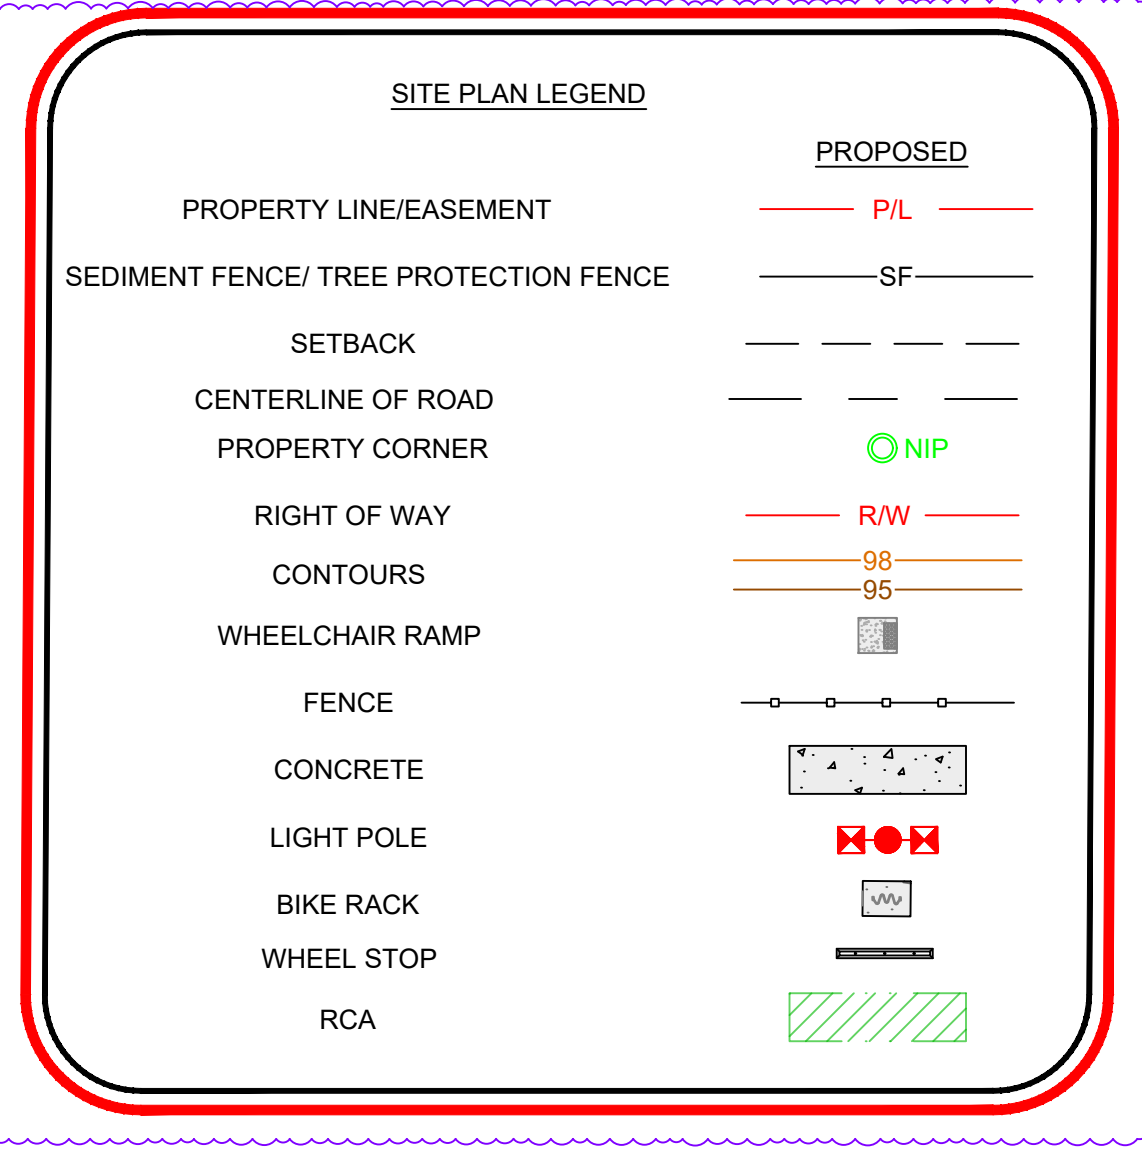 SITE PLAN LEGEND
PROPOSED
PROPERTY LINE/EASEMENT P/L
SEDIMENT FENCE/ TREE PROTECTION FENCE SF
SETBACK
CENTERLINE OF ROAD
PROPERTY CORNER NIP
RIGHT OF WAY R/W
98
CONTOURS
95
WHEELCHAIR RAMP
FENCE
CONCRETE
LIGHT POLE
BIKE RACK
WHEEL STOP
RCA